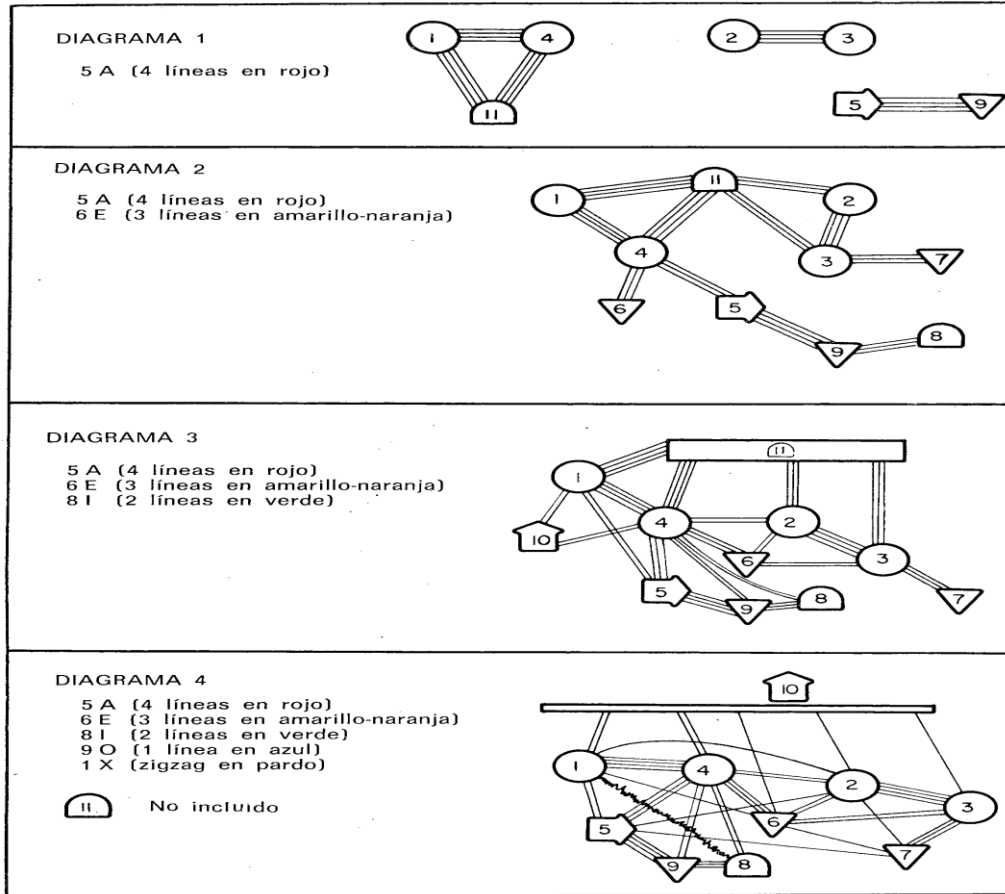 DIAGRAMA 1
5 A (4 líneas en rojo)
1 4 2 3
11 5 9
DIAGRAMA 2
5 A (4 líneas en rojo)
6 E (3 líneas en amarillo-naranja)
1 11 2
4 3 7
6 5 9 8
DIAGRAMA 3
5 A (4 líneas en rojo)
6 E (3 líneas en amarillo-naranja)
8 I (2 líneas en verde)
11
1
10 4 2 3
6
5 9 8 7
DIAGRAMA 4
5 A (4 líneas en rojo)
6 E (3 líneas en amarillo-naranja)
8 I (2 líneas en verde)
9 O (1 línea en azul)
1 X (zigzag en pardo)
11 No incluido
10
1 4 2 3
5 6 7
9 8